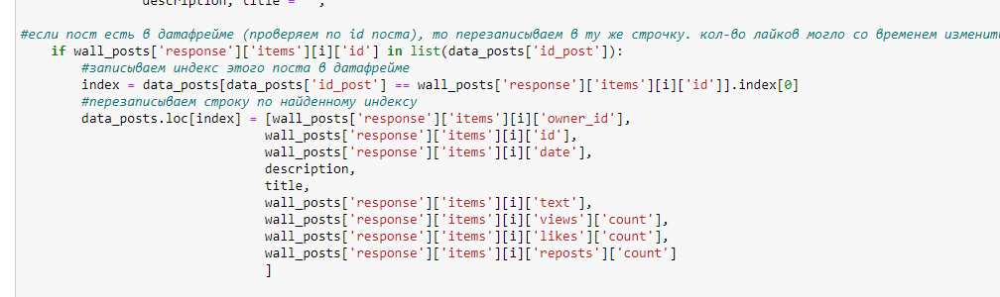 description, title = '',
#если пост есть в датафрейме (проверяем по id поста), то перезаписываем в ту же строчку. кол-во лайков могло со временем
if wall_posts['response']['items'][i]['id'] in list(data_posts['id_post']):
#записываем индекс этого поста в датафрейме
index = data_posts[data_posts['id_post'] == wall_posts['response']['items'][i]['id']].index[0]
#перезаписываем строку по найденному индексу
data_posts.loc[index] = [wall_posts['response']['items'][i]['owner_id'],
wall_posts['response']['items'][i]['id'],
wall_posts['response']['items'][i]['date'],
description,
title,
wall_posts['response']['items'][i]['text'],
wall_posts['response']['items'][i]['views']['count'],
wall_posts['response']['items'][i]['likes']['count'],
wall_posts['response']['items'][i]['reposts']['count']
]